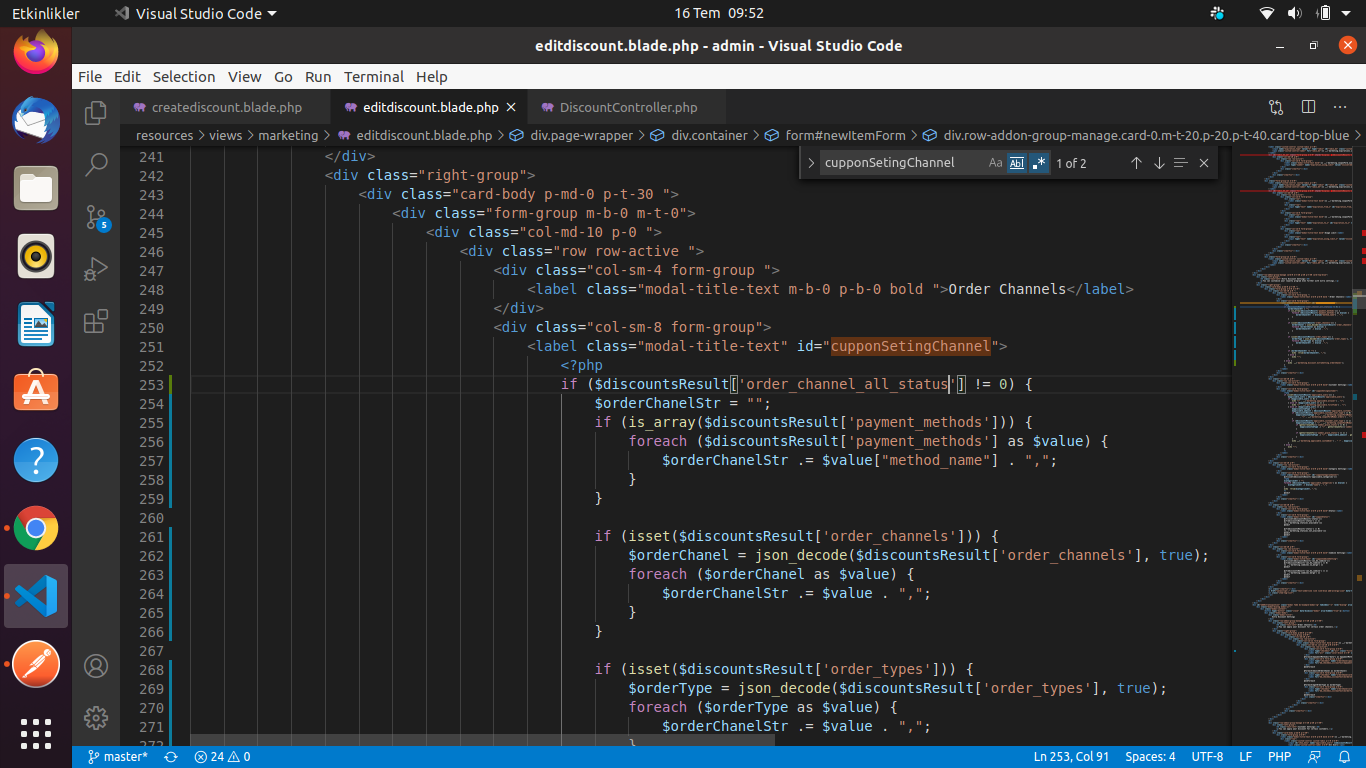 Etkinlikler
Visual Studio Code
16 Tem 09:52
editdiscount.blade.php - admin - Visual Studio Code
File Edit Selection View Go Run Terminal Help
creatediscount.blade.php
editdiscount.blade.php
DiscountController.php
resources > views > marketing > editdiscount.blade.php > div.page-wrapper > div.container > form#newItemForm > div.row-addon-group-manage.card-0.m-t-20.p-20.p-t-40.card-top-blue >
cupponSetingChannel Aa Abl .* 1 of 2
241 </div>
242 <div class="right-group">
243 <div class="card-body p-md-0 p-t-30 ">
244 <div class="form-group m-b-0 m-t-0">
245 <div class="col-md-10 p-0 ">
246 <div class="row row-active ">
247 <div class="col-sm-4 form-group ">
248 <label class="modal-title-text m-b-0 p-b-0 bold ">Order Channels</label>
249 </div>
250 <div class="col-sm-8 form-group">
251 <label class="modal-title-text" id="cupponSetingChannel">
252 <?php
253 if ($discountsResult['order_channel_all_status'] != 0) {
254 $orderChanelStr = "";
255 if (is_array($discountsResult['payment_methods'])) {
256 foreach ($discountsResult['payment_methods'] as $value) {
257 $orderChanelStr .= $value["method_name"] . ",";
258 }
259 }
260
261 if (isset($discountsResult['order_channels'])) {
262 $orderChanel = json_decode($discountsResult['order_channels'], true);
263 foreach ($orderChanel as $value) {
264 $orderChanelStr .= $value . ",";
265 }
266 }
267
268 if (isset($discountsResult['order_types'])) {
269 $orderType = json_decode($discountsResult['order_types'], true);
270 foreach ($orderType as $value) {
271 $orderChanelStr .= $value . ",";
272 }
5
master* 24 0 Ln 253, Col 91 Spaces: 4 UTF-8 LF PHP